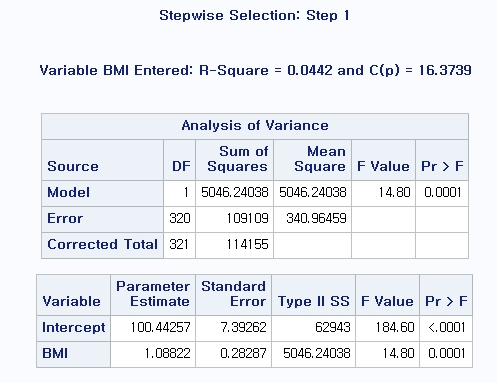 Stepwise Selection: Step 1
Variable BMI Entered: R-Square = 0.0442 and C(p) = 16.3739
Analysis of Variance
Source DF Sum of Squares Mean Square F Value Pr > F
Model 1 5046.24038 5046.24038 14.80 0.0001
Error 320 109109 340.96459
Corrected Total 321 114155
Variable Parameter Estimate Standard Error Type II SS F Value Pr > F
Intercept 100.44257 7.39262 62943 184.60 <.0001
BMI 1.08822 0.28287 5046.24038 14.80 0.0001